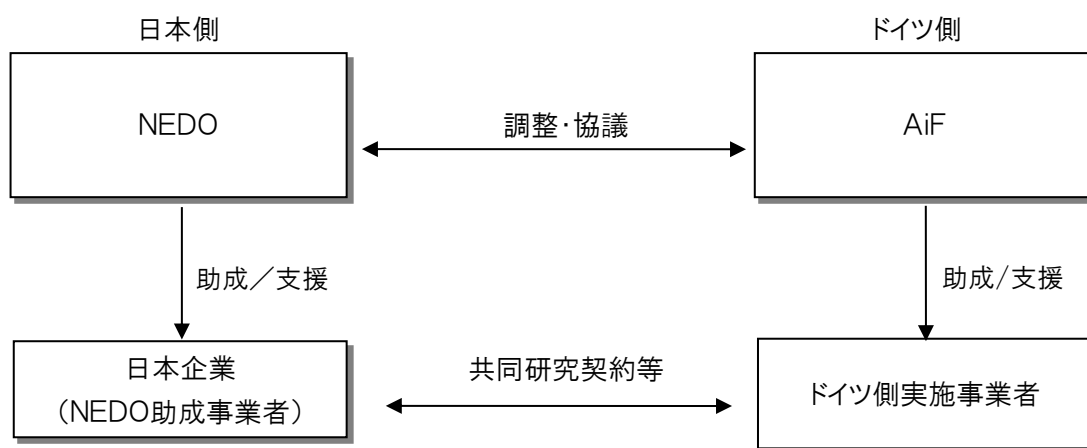 日本側
ドイツ側
NEDO
調整・協議
AiF
助成／支援
助成/支援
日本企業
（NEDO助成事業者）
共同研究契約等
ドイツ側実施事業者